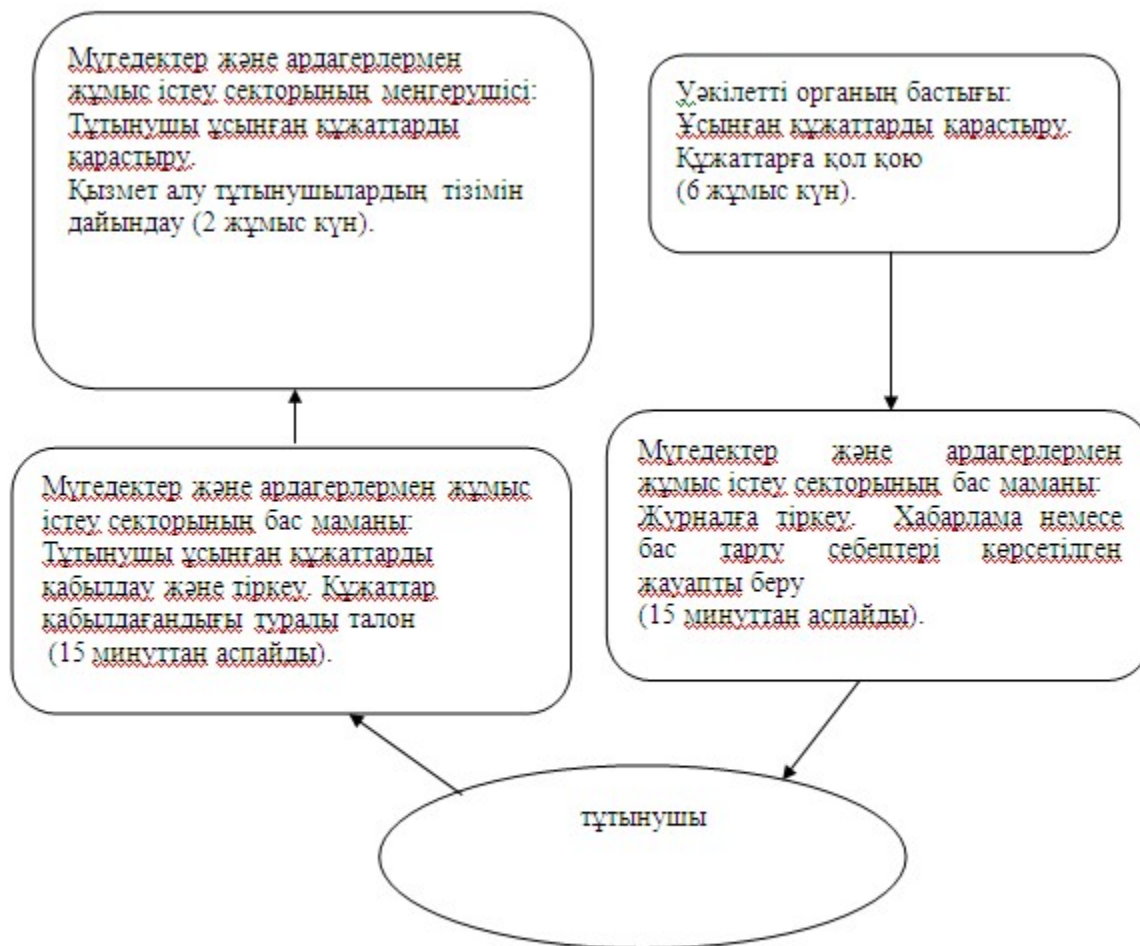 Мүгедектер және ардагерлермен
жұмыс істеу секторының меңгерушісі:
Тұтынушы ұсынған құжаттарды
қарастыру.
Қызмет алу тұтынушылардың тізімін
дайындау (2 жұмыс күн).
Уәкілетті органың бастығы:
Ұсынған құжаттарды қарастыру.
Құжаттарға қол қою
(6 жұмыс күн).
Мүгедектер және ардагерлермен жұмыс
істеу секторының бас маманы:
Тұтынушы ұсынған құжаттарды
қабылдау және тіркеу. Құжаттар
қабылдағандығы туралы талон
(15 минуттан аспайды).
Мүгедектер және ардагерлермен
жұмыс істеу секторының бас маманы:
Журналға тіркеу. Хабарлама немесе
бас тарту себептері көрсетілген
жауапты беру
(15 минуттан аспайды).
тұтынушы